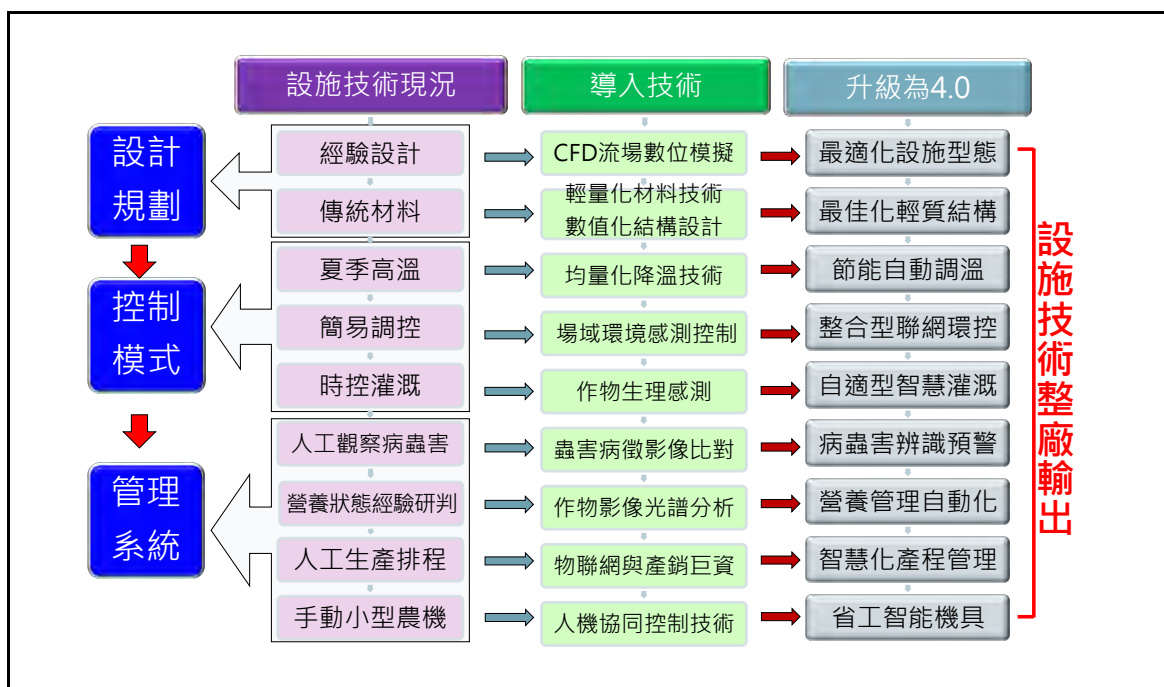 設施技術現況
導入技術
升級為4.0
設計
規劃
經驗設計
CFD流場數位模擬
最適化設施型態
傳統材料
輕量化材料技術
數值化結構設計
最佳化輕質結構
控制
模式
夏季高溫
均量化降溫技術
節能自動調溫
簡易調控
場域環境感測控制
整合型聯網環控
時控灌溉
作物生理感測
自適型智慧灌溉
管理
系統
人工觀察病蟲害
蟲害病徵影像比對
病蟲害辨識預警
營養狀態經驗研判
作物影像光譜分析
營養管理自動化
人工生產排程
物聯網與產銷巨資
智慧化產程管理
手動小型農機
人機協同控制技術
省工智能機具
設施技術整廠輸出